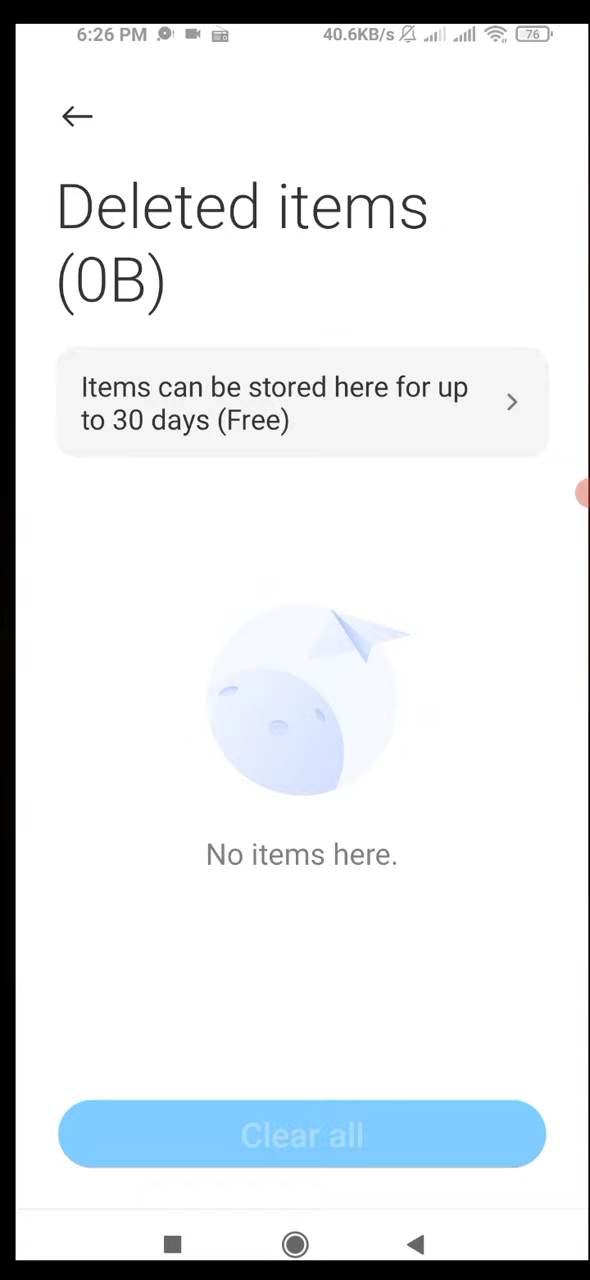 6:26 PM 40.6KB/s 76
Deleted items
(0B)
Items can be stored here for up
to 30 days (Free)
No items here.
Clear all